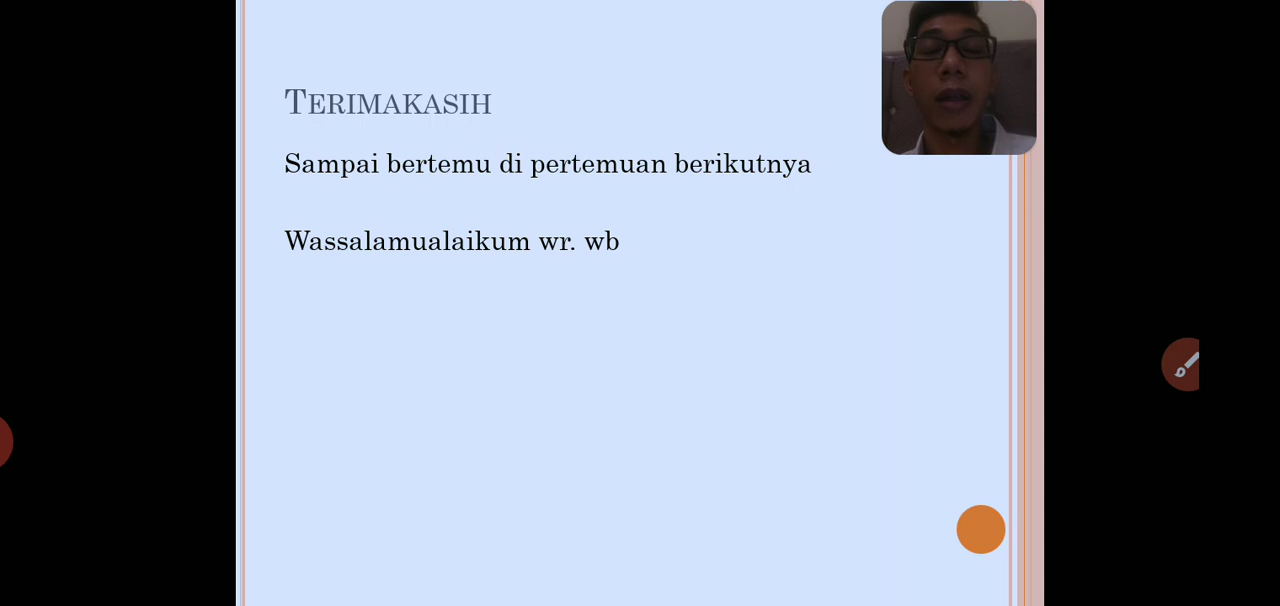 TERIMAKASIH
Sampai bertemu di pertemuan berikutnya
Wassalamualaikum wr. wb